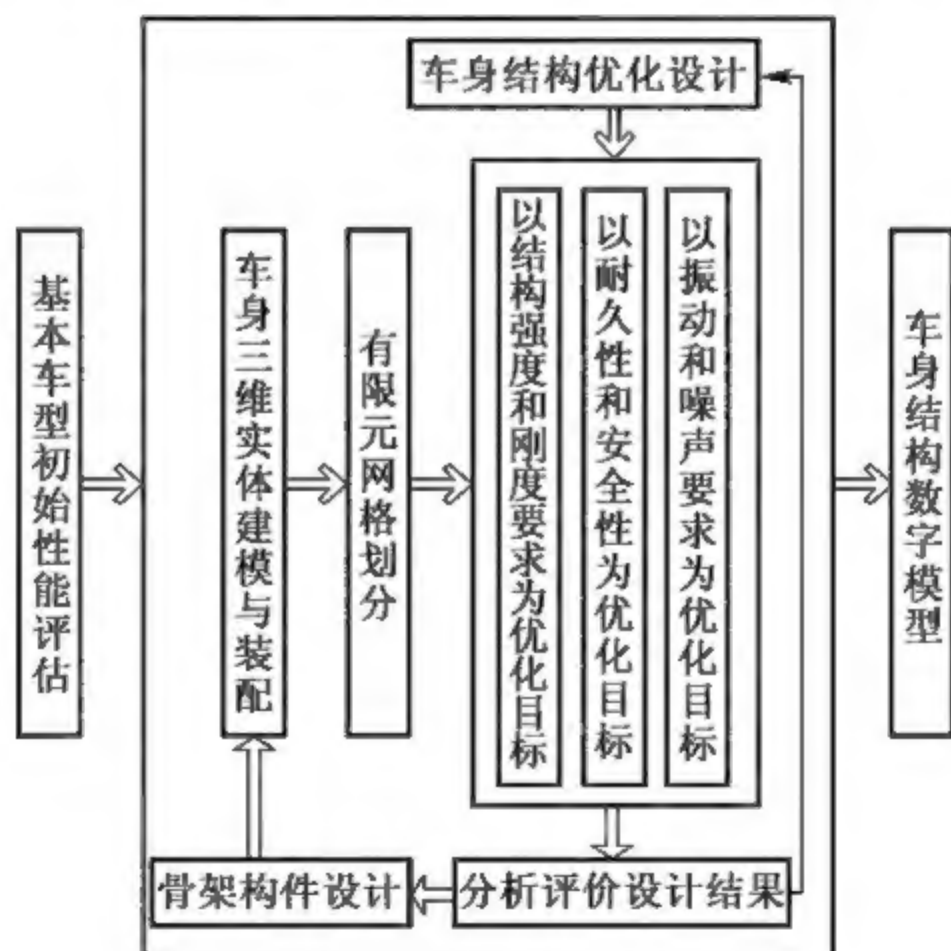 车身结构优化设计
基本车型初始性能评估
车身三维实体建模与装配
有限元网格划分
以结构强度和刚度要求为优化目标
以耐久性和安全性为优化目标
以振动和噪声要求为优化目标
车身结构数字模型
骨架构件设计
分析评价设计结果